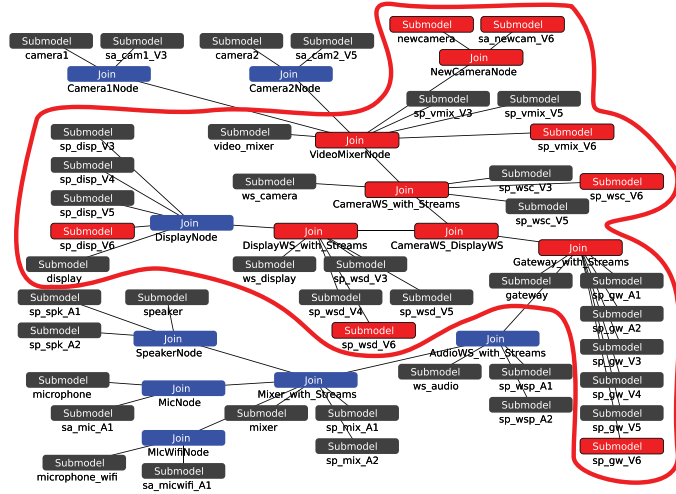 Submodel
newcamera
Submodel
sa_newcam_V6
Submodel
camera1
Submodel
sa_cam1_V3
Submodel
camera2
Submodel
sa_cam2_V5
Join
NewCameraNode
Join
Camera1Node
Join
Camera2Node
Submodel
sp_vmix_V3
Submodel
sp_vmix_V5
Submodel
sp_disp_V3
Submodel
video_mixer
Join
VideoMixerNode
Submodel
sp_vmix_V6
Submodel
sp_disp_V4
Submodel
ws_camera
Join
CameraWS_with_Streams
Submodel
sp_wsc_V3
Submodel
sp_wsc_V6
Submodel
sp_disp_V5
Submodel
sp_wsc_V5
Join
DisplayNode
Submodel
sp_disp_V6
Join
DisplayWS_with_Streams
Join
CameraWS_DisplayWS
Join
Gateway_with_Streams
Submodel
display
Submodel
ws_display
Submodel
sp_wsd_V3
Submodel
gateway
Submodel
sp_gw_A1
Submodel
sp_spk_A1
Submodel
speaker
Submodel
sp_wsd_V4
Submodel
sp_wsd_V5
Submodel
sp_gw_A2
Submodel
sp_spk_A2
Join
SpeakerNode
Submodel
sp_wsd_V6
Join
AudioWS_with_Streams
Submodel
sp_gw_V3
Submodel
microphone
Join
MicNode
Join
Mixer_with_Streams
Submodel
ws_audio
Submodel
sp_wsp_A1
Submodel
sp_gw_V4
Submodel
sa_mic_A1
Submodel
mixer
Submodel
sp_mix_A1
Submodel
sp_wsp_A2
Submodel
sp_gw_V5
Join
MicWifiNode
Submodel
sp_mix_A2
Submodel
sp_gw_V6
Submodel
microphone_wifi
Submodel
sa_micwifi_A1